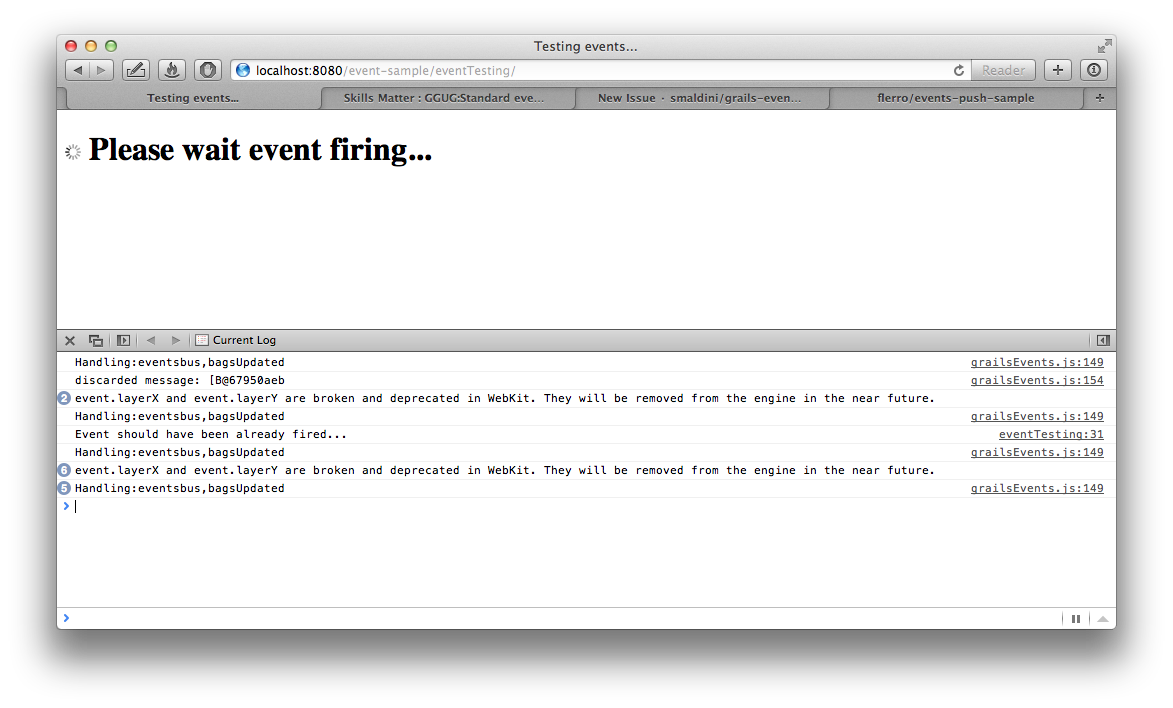 Testing events...
localhost:8080/event-sample/eventTesting/
Reader
Testing events...
Skills Matter : GGUG:Standard eve...
New Issue · smaldini/grails-even...
flerro/events-push-sample
Please wait event firing...
Current Log
Handling:eventsbus,bagsUpdated grailsEvents.js:149
discarded message: [B@67950aeb grailsEvents.js:154
2 event.layerX and event.layerY are broken and deprecated in WebKit. They will be removed from the engine in the near future.
Handling:eventsbus,bagsUpdated grailsEvents.js:149
Event should have been already fired... eventTesting:31
Handling:eventsbus,bagsUpdated grailsEvents.js:149
6 event.layerX and event.layerY are broken and deprecated in WebKit. They will be removed from the engine in the near future.
5 Handling:eventsbus,bagsUpdated grailsEvents.js:149